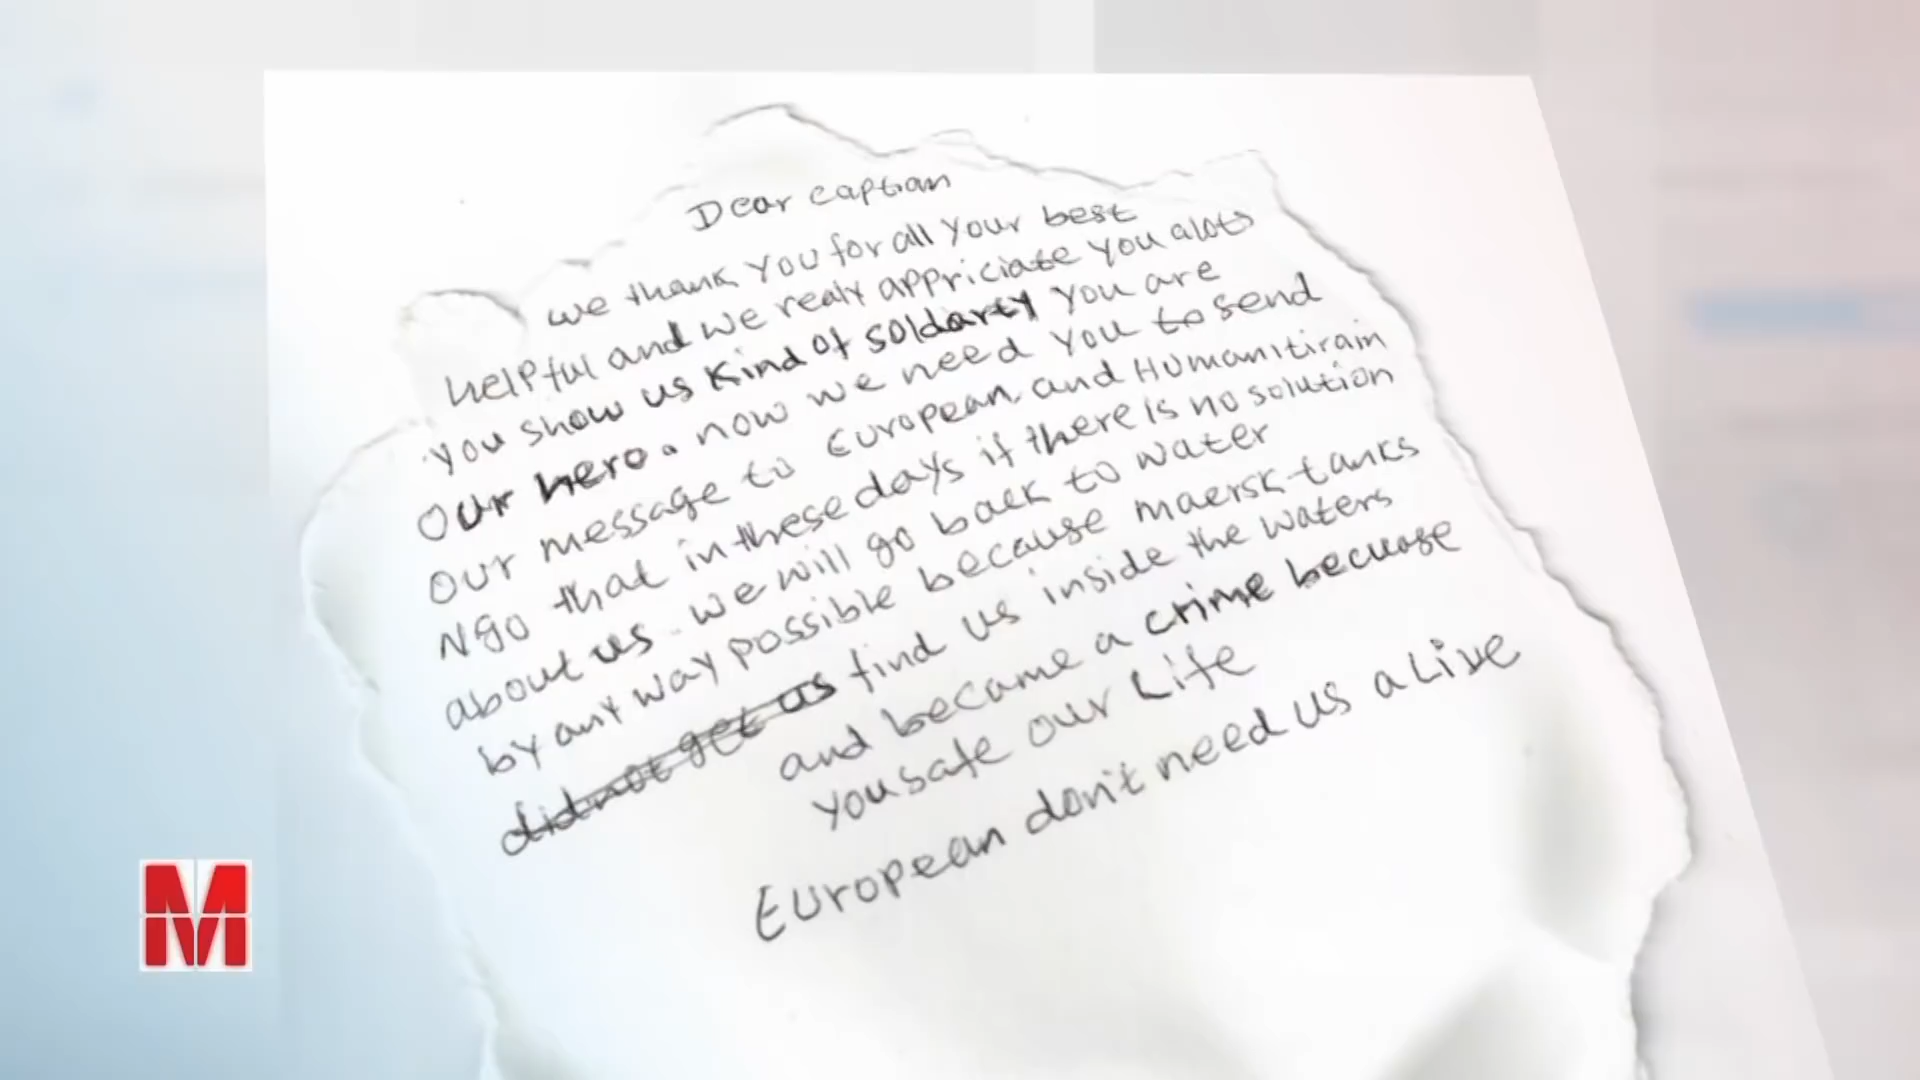 Dear captian
we thank you for all your best
helpful and we realy appriciate you alots
you show us kind of soldarty you are
our hero. now we need you to send
our message to European and Humanitirain
Ngo that in these days if there is no solution
about us. we will go back to water
by any way possible because maersk tanks
did not get us find us inside the waters
and became a crime becuase
you safe our Life
European don't need us a Live
M